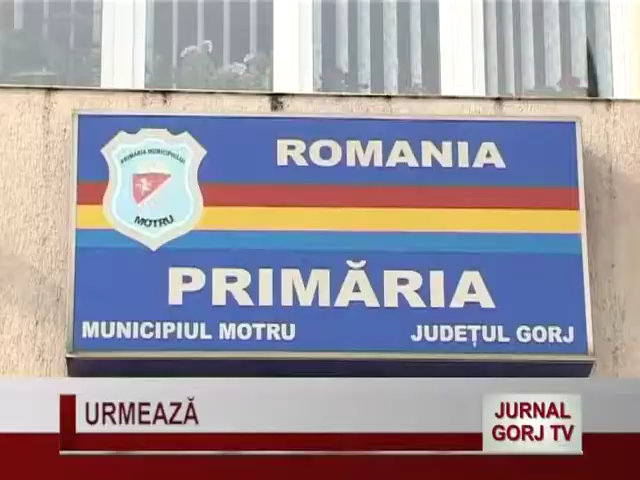 ROMANIA
PRIMĂRIA MUNICIPIULUI
MOTRU
PRIMĂRIA
MUNICIPIUL MOTRU
JUDEȚUL GORJ
URMEAZĂ
JURNAL
GORJ TV